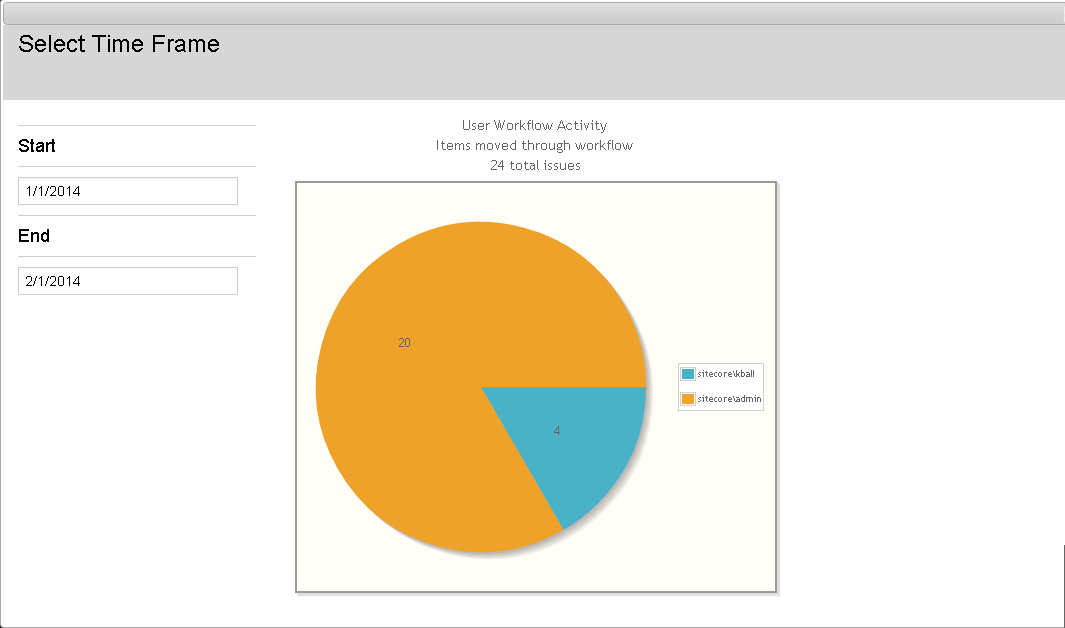 Select Time Frame
Start
1/1/2014
End
2/1/2014
User Workflow Activity
Items moved through workflow
24 total issues
20
4
sitecore\kball
sitecore\admin